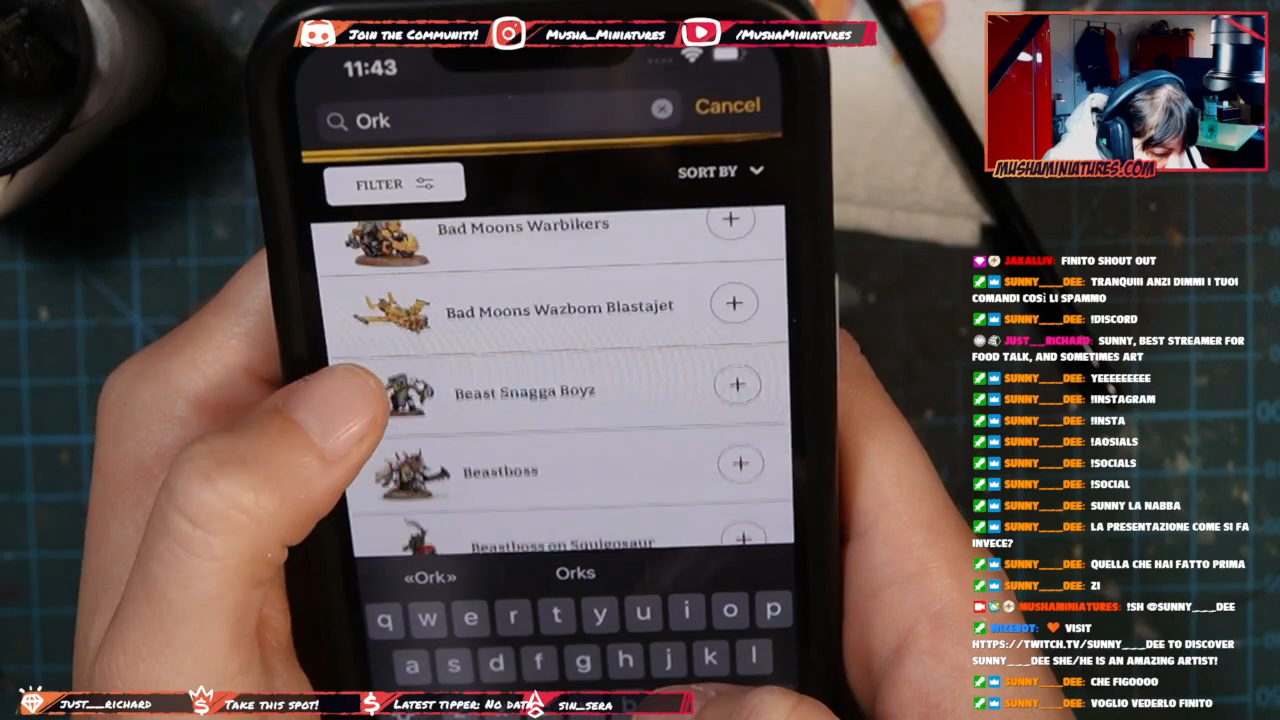 Join the Community!
Musha_Miniatures
/MushaMiniatures
11:43
Ork
Cancel
FILTER
SORT BY
Bad Moons Warbikers
Bad Moons Wazbom Blastajet
Beast Snagga Boyz
Beastboss
Beastboss on Squigosaur
«Ork»
Orks
q w e r t y u i o p
a s d f g h j k l
b
MUSHAMINIATURES.COM
JAKALLIV: FINITO SHOUT OUT
SUNNY___DEE: TRANQUIII ANZI DIMMI I TUOI
COMANDI COSÌ LI SPAMMO
SUNNY___DEE: !DISCORD
JUST__RICHARD: SUNNY, BEST STREAMER FOR
FOOD TALK, AND SOMETIMES ART
SUNNY___DEE: YEEEEEEEEE
SUNNY___DEE: !INSTAGRAM
SUNNY___DEE: !INSTA
SUNNY___DEE: !AOSIALS
SUNNY___DEE: !SOCIALS
SUNNY___DEE: !SOCIAL
SUNNY___DEE: SUNNY LA NABBA
SUNNY___DEE: LA PRESENTAZIONE COME SI FA
INVECE?
SUNNY___DEE: QUELLA CHE HAI FATTO PRIMA
SUNNY___DEE: ZI
MUSHAMINIATURES: !SH @SUNNY___DEE
WIZEBOT: VISIT
HTTPS://TWITCH.TV/SUNNY___DEE TO DISCOVER
SUNNY___DEE SHE/HE IS AN AMAZING ARTIST!
SUNNY___DEE: CHE FIGOOOO
SUNNY___DEE: VOGLIO VEDERLO FINITO
JUST__RICHARD
TAKE THIS SPOT!
LATEST TIPPER: NO DAT
SIN_SERA